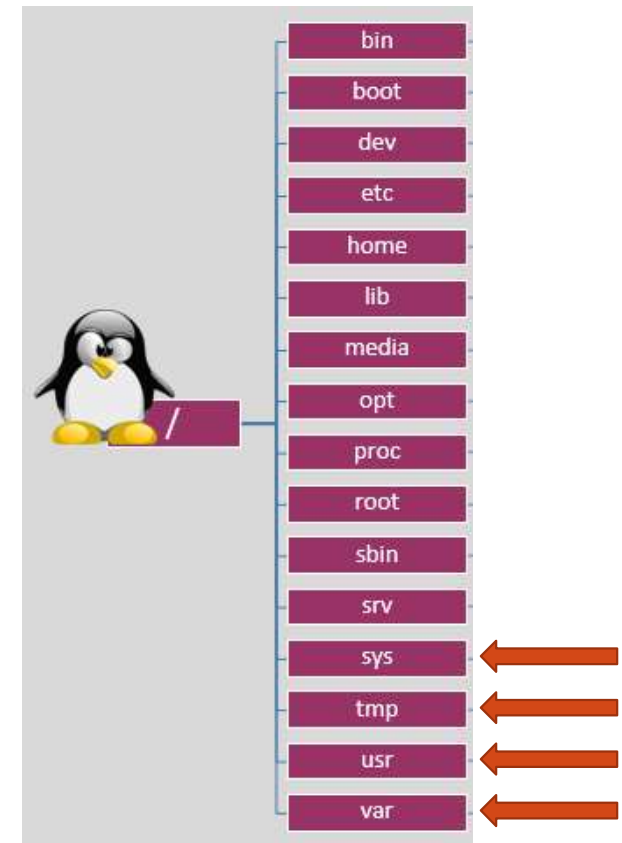 bin
boot
dev
etc
home
lib
media
/
opt
proc
root
sbin
srv
sys
tmp
usr
var